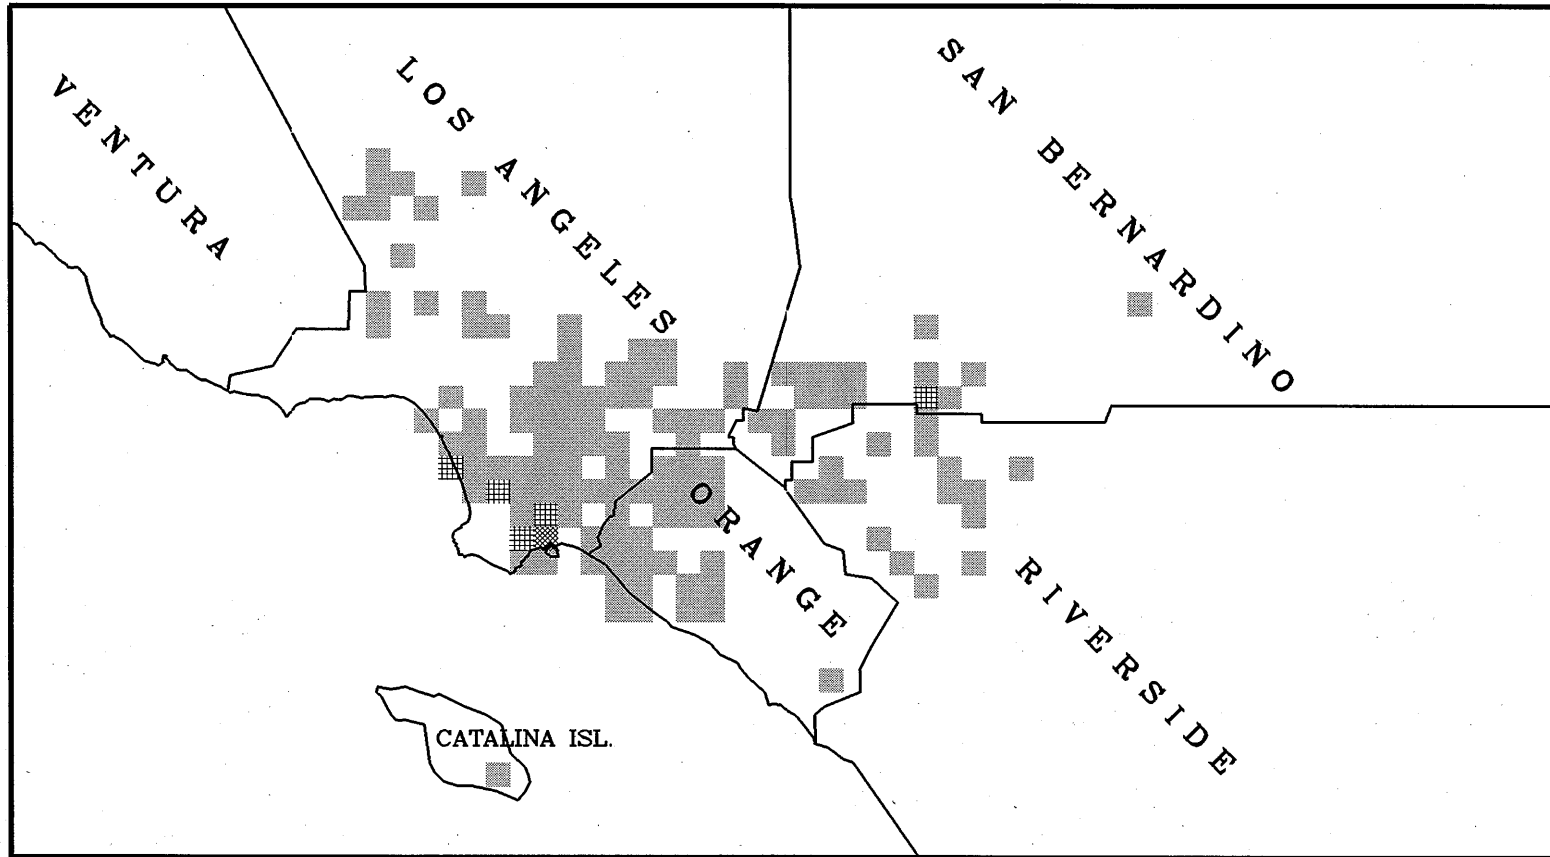 VENTURA
LOS ANGELES
SAN BERNARDINO
ORANGE
RIVERSIDE
CATALINA ISL.